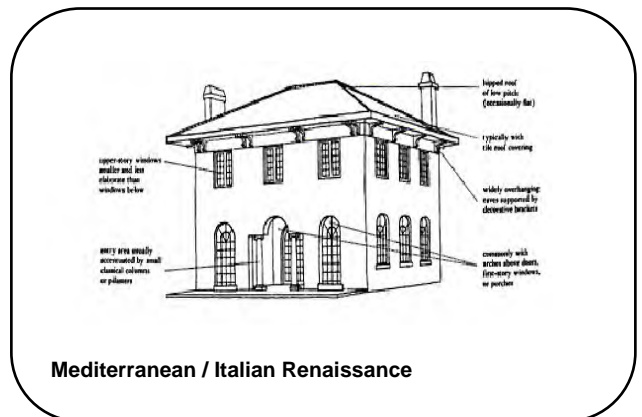 hipped roof
of low pitch
(occasionally flat)
typically with
tile roof covering
upper-story windows
smaller and less
elaborate than
windows below
widely overhanging
eaves supported by
decorative brackets
entry area usually
accentuated by small
classical columns
or pilasters
commonly with
arches above doors,
first-story windows,
or porches
Mediterranean / Italian Renaissance